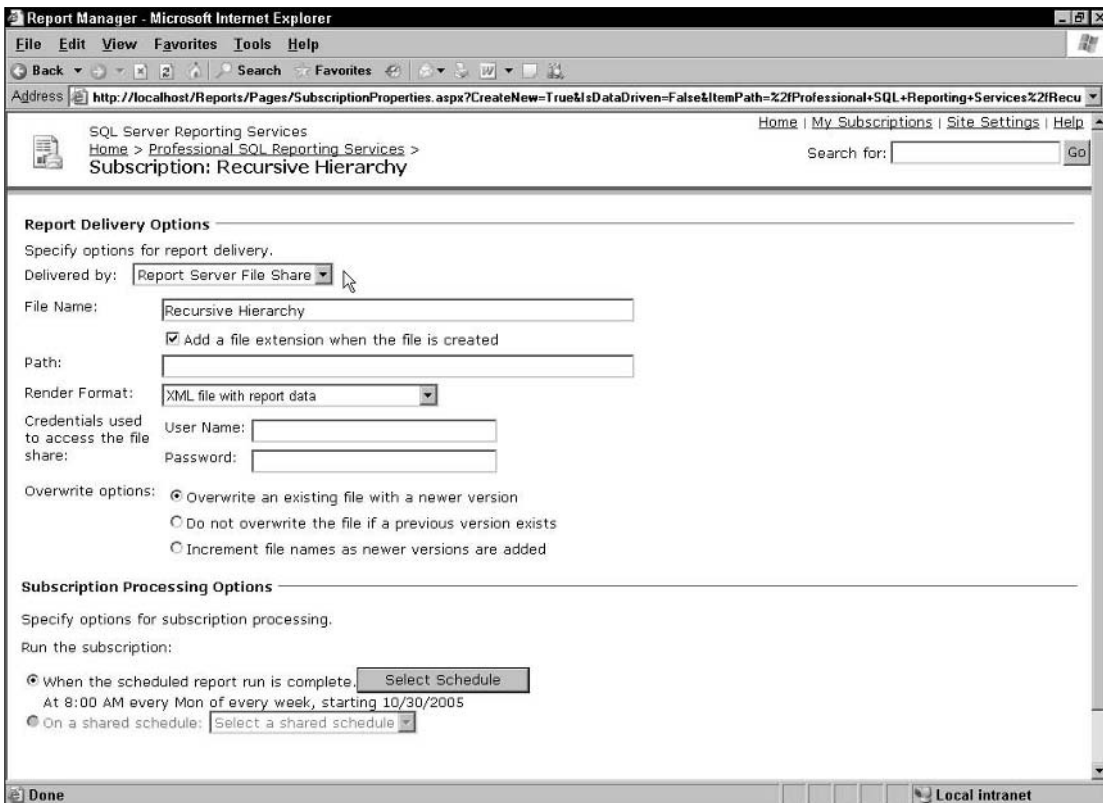 Report Manager - Microsoft Internet Explorer
File Edit View Favorites Tools Help
Back Search Favorites
Address http://localhost/Reports/Pages/SubscriptionProperties.aspx?CreateNew=True&IsDataDriven=False&ItemPath=%2fProfessional+SQL+Reporting+Services%2fRecu
Home | My Subscriptions | Site Settings | Help
SQL Server Reporting Services
Home > Professional SQL Reporting Services >
Subscription: Recursive Hierarchy
Search for: Go
Report Delivery Options
Specify options for report delivery.
Delivered by: Report Server File Share
File Name: Recursive Hierarchy
Add a file extension when the file is created
Path:
Render Format: XML file with report data
Credentials used
to access the file
share:
User Name:
Password:
Overwrite options: Overwrite an existing file with a newer version
Do not overwrite the file if a previous version exists
Increment file names as newer versions are added
Subscription Processing Options
Specify options for subscription processing.
Run the subscription:
When the scheduled report run is complete. Select Schedule
At 8:00 AM every Mon of every week, starting 10/30/2005
On a shared schedule: Select a shared schedule
Done Local intranet